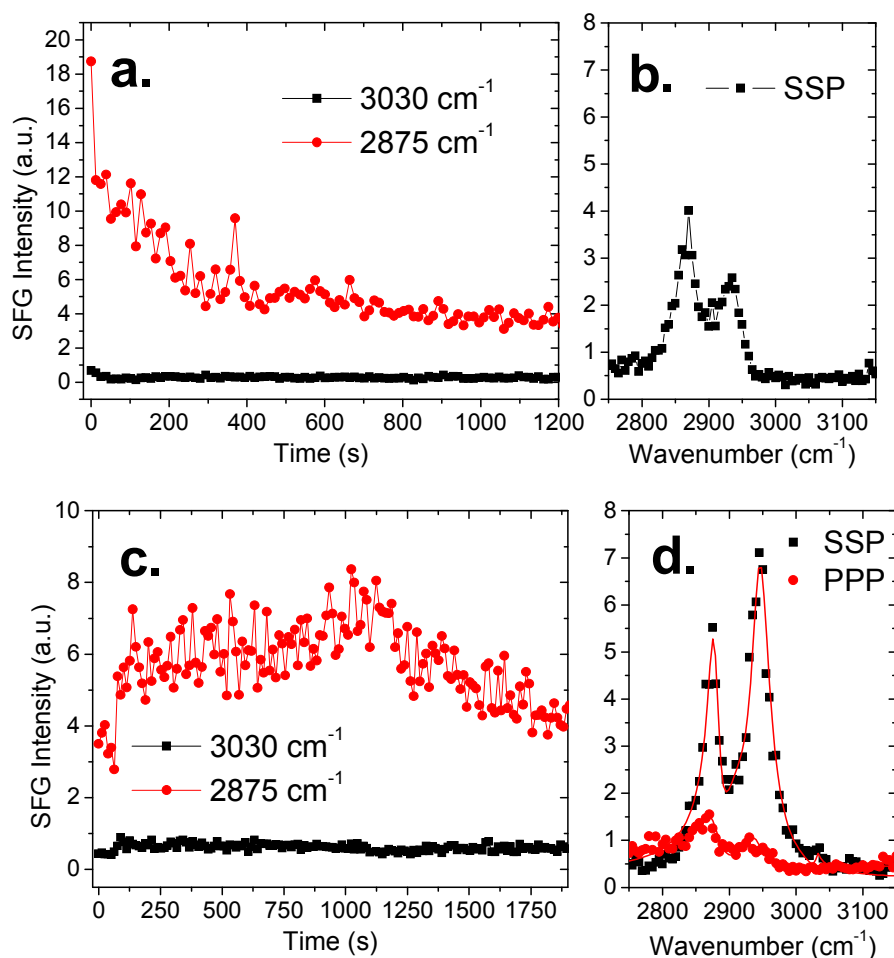 a.
3030 cm⁻¹
2875 cm⁻¹
SFG Intensity (a.u.)
20
18
16
14
12
10
8
6
4
2
0
0 200 400 600 800 1000 1200
Time (s)
b.
SSP
8
7
6
5
4
3
2
1
0
2800 2900 3000 3100
Wavenumber (cm⁻¹)
c.
3030 cm⁻¹
2875 cm⁻¹
SFG Intensity (a.u.)
10
8
6
4
2
0
0 250 500 750 1000 1250 1500 1750
Time (s)
d.
SSP
PPP
8
7
6
5
4
3
2
1
0
2800 2900 3000 3100
Wavenumber (cm⁻¹)